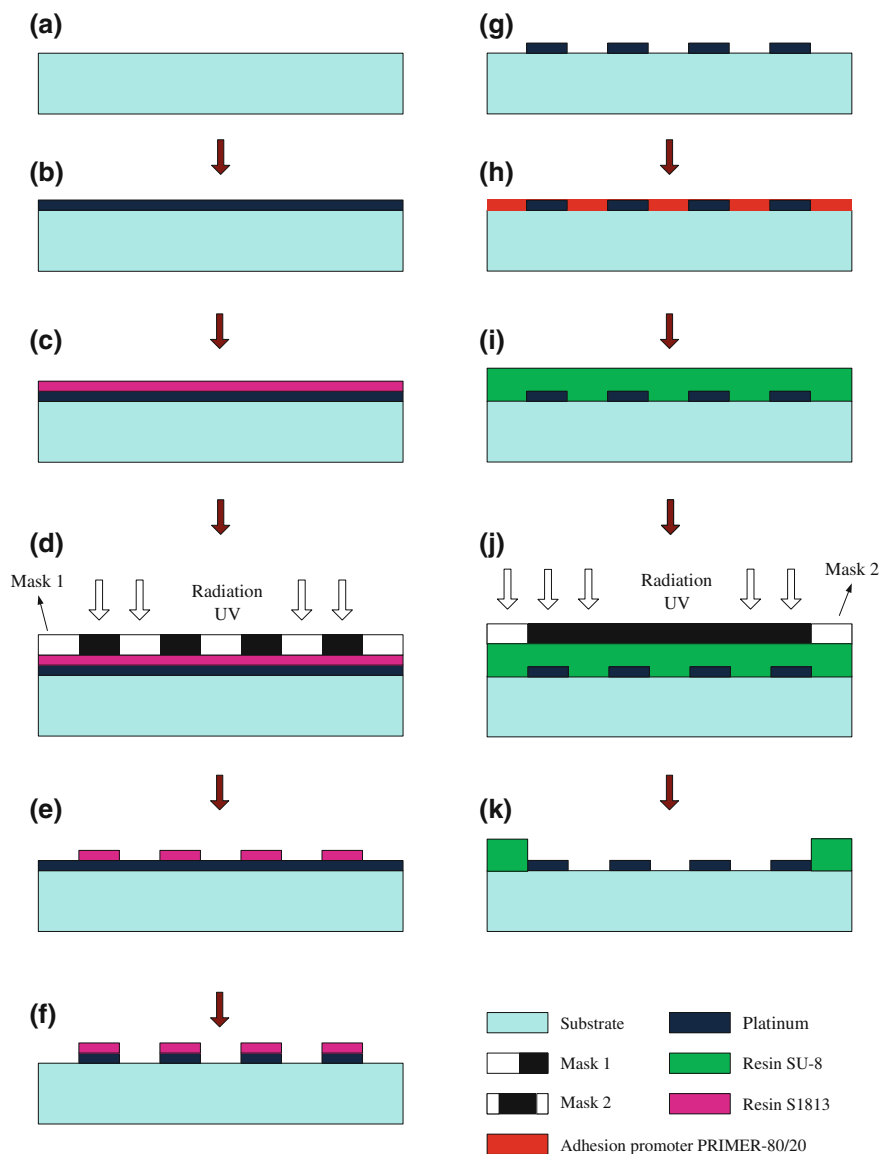 (a)
(b)
(c)
(d)
Mask 1
Radiation
UV
(e)
(f)
(g)
(h)
(i)
(j)
Radiation
UV
Mask 2
(k)
Substrate
Platinum
Mask 1
Resin SU-8
Mask 2
Resin S1813
Adhesion promoter PRIMER-80/20